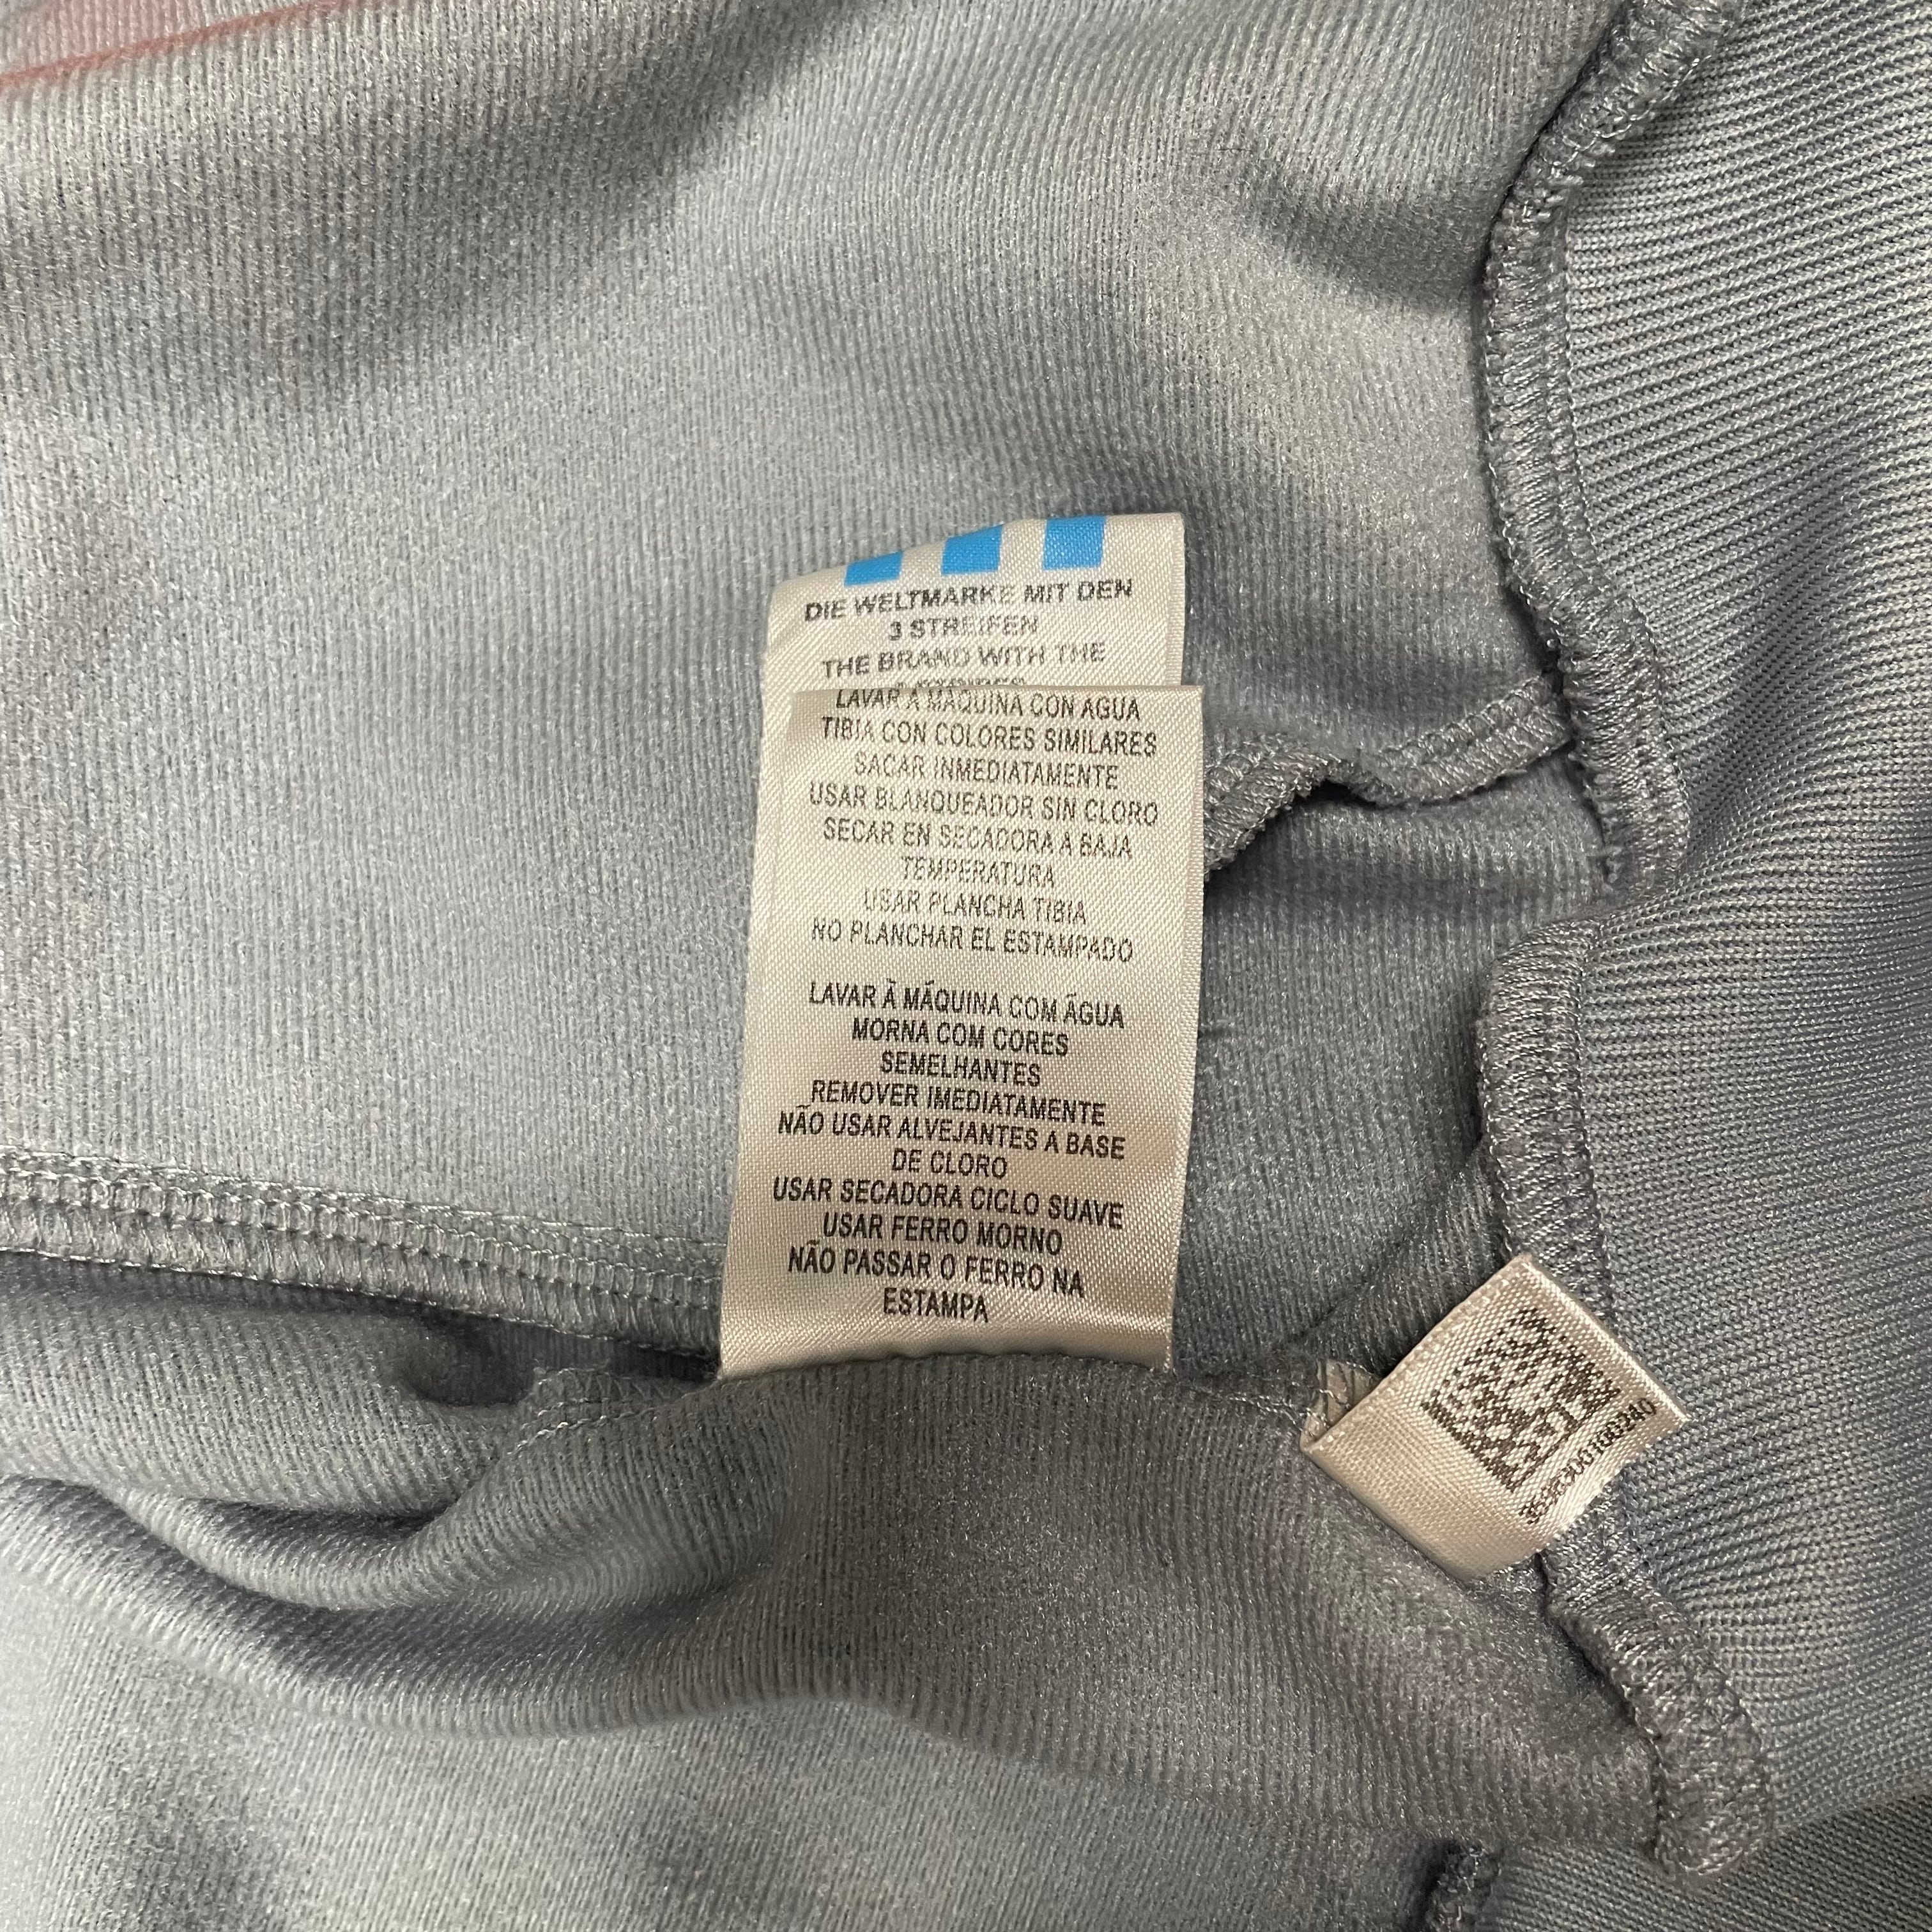 DIE WELTMARKE MIT DEN
3 STREIFEN
THE BRAND WITH THE
LAVAR A MÁQUINA CON AGUA
TIBIA CON COLORES SIMILARES
SACAR INMEDIATAMENTE
USAR BLANQUEADOR SIN CLORO
SECAR EN SECADORA A BAJA
TEMPERATURA
USAR PLANCHA TIBIA
NO PLANCHAR EL ESTAMPADO
LAVAR À MÁQUINA COM ÁGUA
MORNA COM CORES
SEMELHANTES
REMOVER IMEDIATAMENTE
NÃO USAR ALVEJANTES A BASE
DE CLORO
USAR SECADORA CICLO SUAVE
USAR FERRO MORNO
NÃO PASSAR O FERRO NA
ESTAMPA